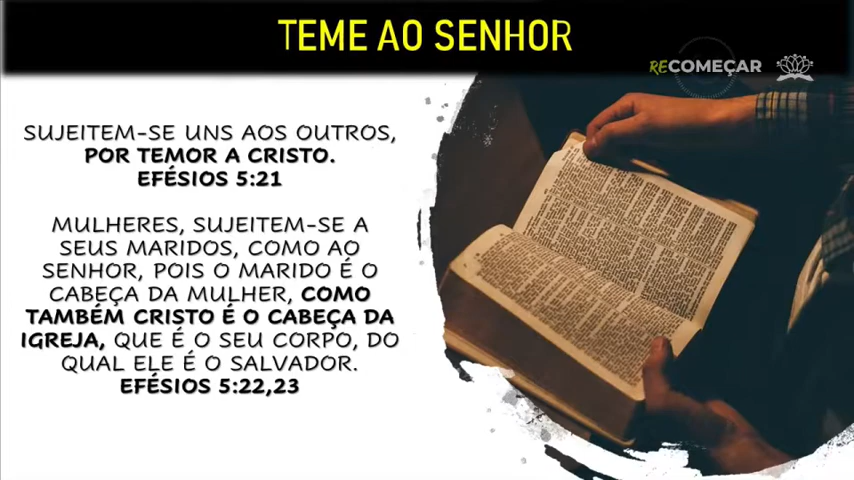 TEME AO SENHOR
RECOMEÇAR
SUJEITEM-SE UNS AOS OUTROS,
POR TEMOR A CRISTO.
EFÉSIOS 5:21
MULHERES, SUJEITEM-SE A
SEUS MARIDOS, COMO AO
SENHOR, POIS O MARIDO É O
CABEÇA DA MULHER, COMO
TAMBÉM CRISTO É O CABEÇA DA
IGREJA, QUE É O SEU CORPO, DO
QUAL ELE É O SALVADOR.
EFÉSIOS 5:22,23